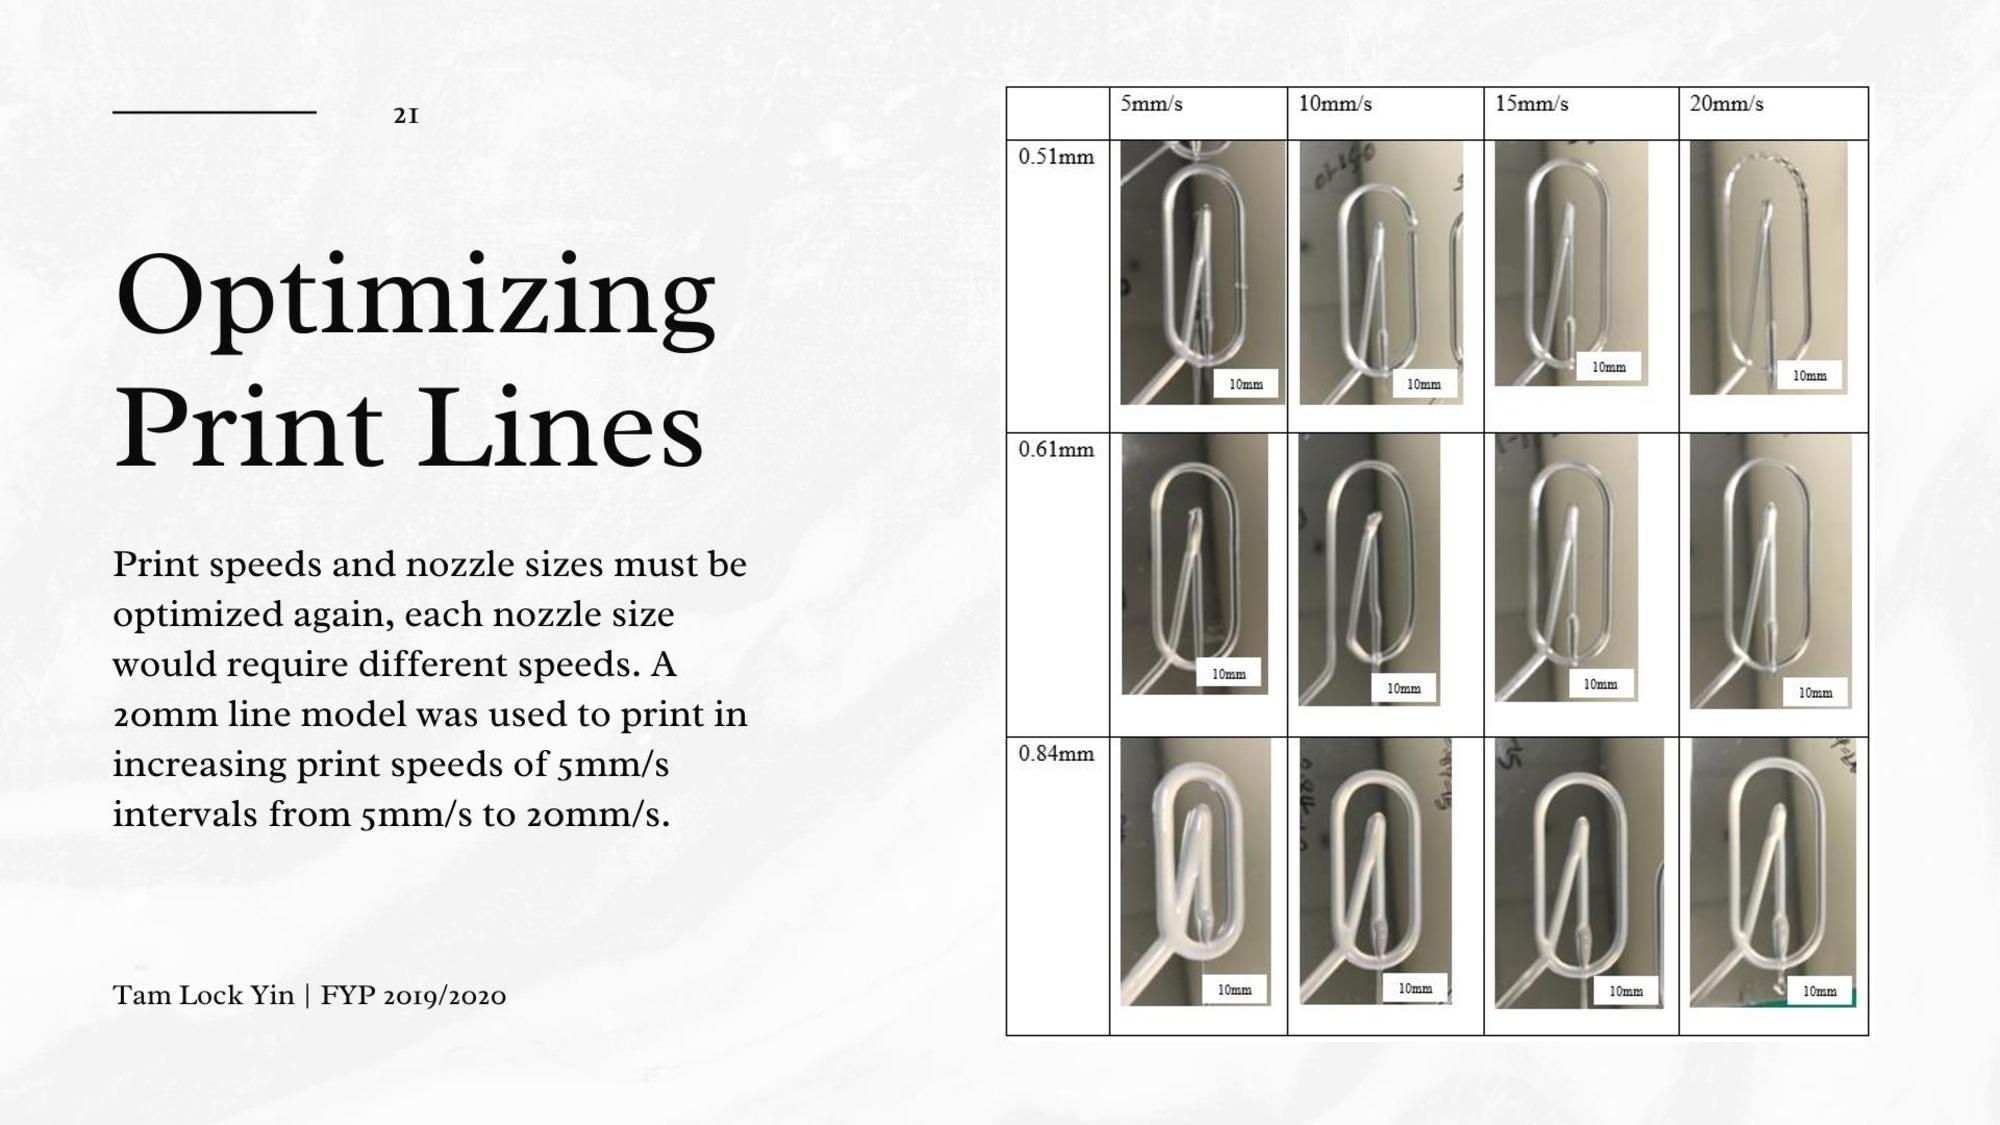 21
Optimizing
Print Lines
Print speeds and nozzle sizes must be
optimized again, each nozzle size
would require different speeds. A
20mm line model was used to print in
increasing print speeds of 5mm/s
intervals from 5mm/s to 20mm/s.
Tam Lock Yin | FYP 2019/2020
5mm/s 10mm/s 15mm/s 20mm/s
0.51mm
10mm 10mm 10mm 10mm
0.61mm
10mm 10mm 10mm 10mm
0.84mm
10mm 10mm 10mm 10mm